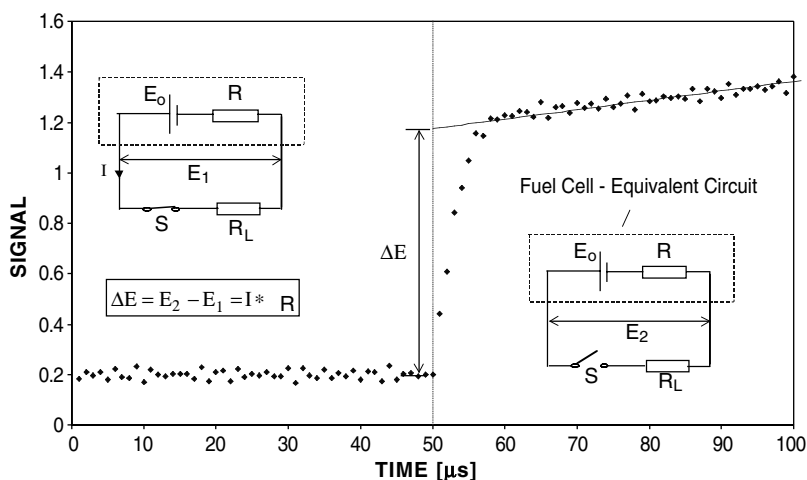 1.6
1.4
1.2
1
0.8
0.6
0.4
0.2
0
SIGNAL
0 10 20 30 40 50 60 70 80 90 100
TIME [µs]
Eo R
I
E1
S
RL
ΔE = E2 − E1 = I* R
ΔE
Fuel Cell - Equivalent Circuit
Eo R
E2
S
RL